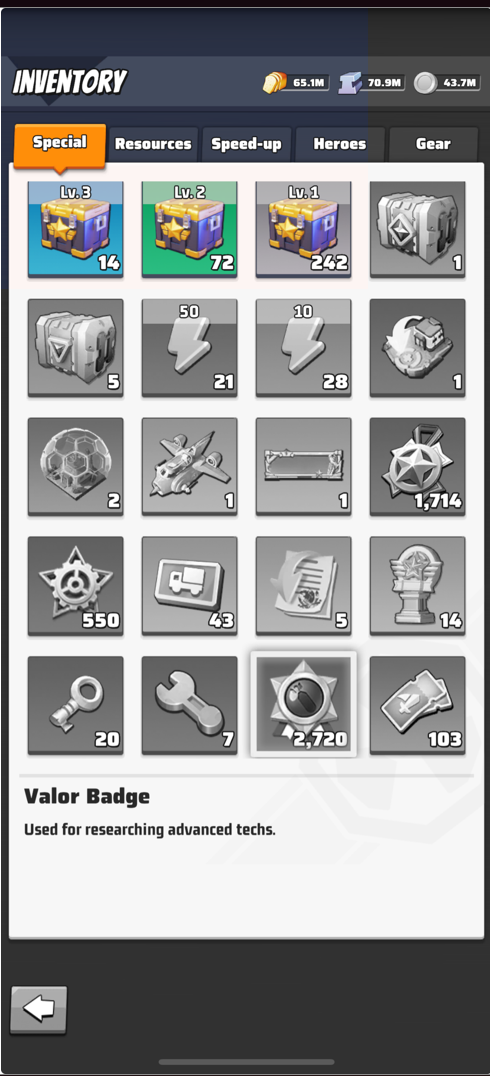 INVENTORY
65.1M 70.9M 43.7M
Special Resources Speed-up Heroes Gear
Lv. 3 Lv. 2 Lv. 1
14 72 242 1
50 10
5 21 28 1
2 1 1 1,714
550 43 5 14
20 7 2,720 103
Valor Badge
Used for researching advanced techs.